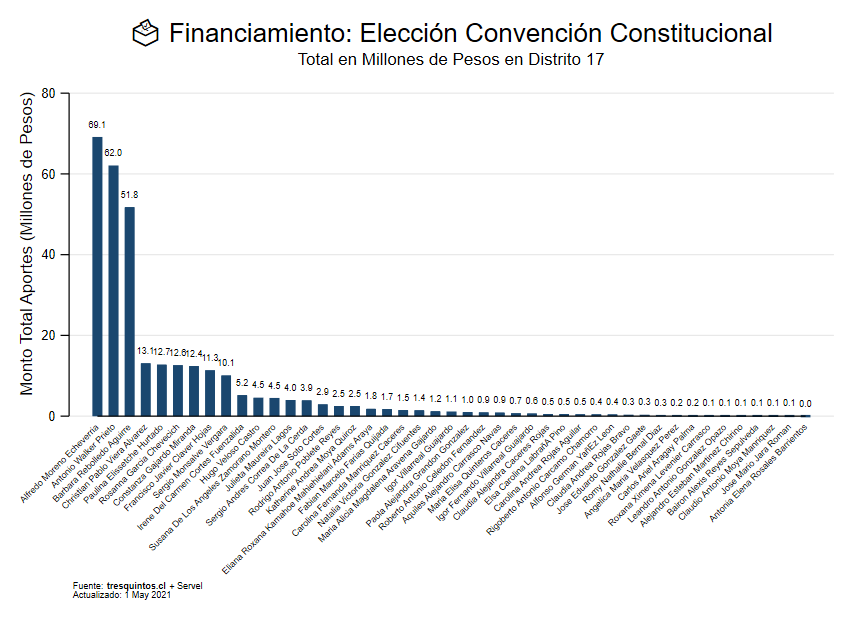 Financiamiento: Elección Convención Constitucional
Total en Millones de Pesos en Distrito 17
Monto Total Aportes (Millones de Pesos)
80
60
40
20
0
69.1
62.0
51.8
13.1
12.7
12.6
12.4
11.3
10.1
5.2
4.5
4.5
4.0
3.9
2.9
2.5
2.5
1.8
1.7
1.5
1.4
1.2
1.1
1.0
0.9
0.9
0.7
0.6
0.5
0.5
0.5
0.4
0.4
0.3
0.3
0.3
0.2
0.2
0.1
0.1
0.1
0.1
0.1
0.1
0.0
Alfredo Moreno Echeverria
Antonio Walker Prieto
Barbara Rebolledo Aguirre
Christian Pablo Viera Alvarez
Paulina Elissetche Hurtado
Rosanna Garcia Chevecich
Constanza Gajardo Miranda
Francisco Javier Claver Hojas
Sergio Monsalve Vergara
Irene Del Carmen Cortes Fuenzalida
Hugo Veloso Castro
Susana De Los Angeles Zamorano Montero
Julieta Maureira Lagos
Sergio Andres Correa De La Cerda
Juan Jose Soto Cortes
Rodrigo Antonio Poblete Reyes
Katherine Andrea Moya Quiroz
Eliana Roxana Kamahoe Mahehielani Adams Araya
Fabian Marcelo Farias Quijada
Carolina Fernanda Manriquez Caceres
Natalia Victoria Gonzalez Cifuentes
Maria Alicia Magdalena Aravena Gajardo
Igor Villarreal Guajardo
Paola Alejandra Grandon Gonzalez
Roberto Antonio Celedon Fernandez
Aquiles Alejandro Carrasco Navas
Maria Elisa Quinteros Caceres
Igor Fernando Villarreal Guajardo
Claudia Alejandra Caceres Rojas
Elsa Carolina LabraÑA Pino
Carolina Andrea Rojas Aguilar
Rigoberto Antonio Carcamo Chamorro
Alfonso German YaÑEz Leon
Claudia Andrea Rojas Bravo
Jose Eduardo Gonzalez Gaete
Romy Nathalie Bernal Diaz
Angelica Maria Velasquez Perez
Carlos Ariel Aragay Palma
Roxana Ximena Levenier Carrasco
Leandro Antonio Gonzalez Opazo
Alejandro Esteban Martinez Chirino
Bairon Alexis Reyes Sepulveda
Claudio Antonio Moya Manriquez
Jose Mario Jara Roman
Antonia Elena Rosales Barrientos
Fuente: tresquintos.cl + Servel
Actualizado: 1 May 2021